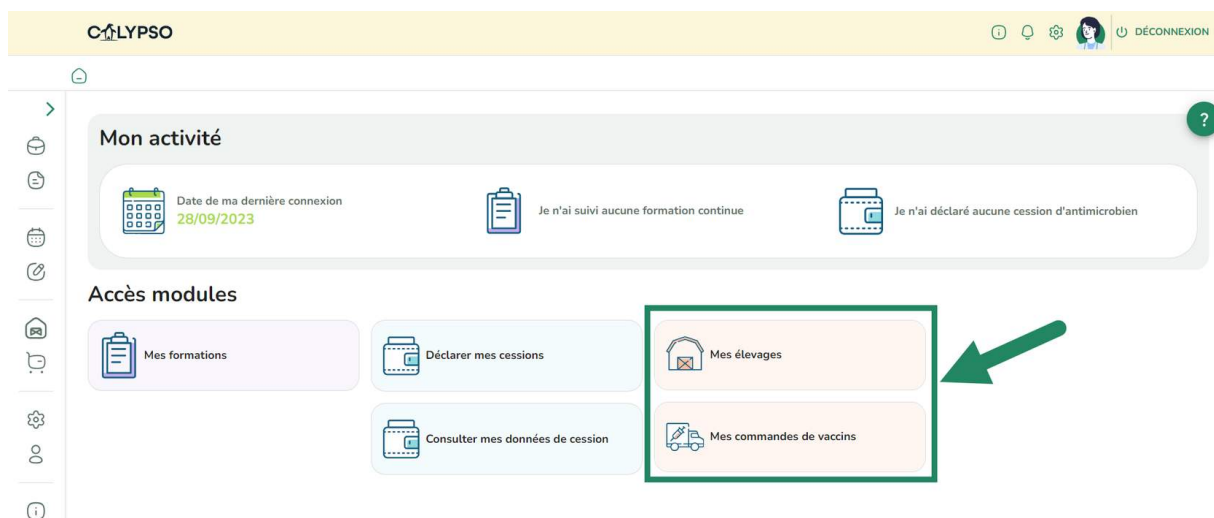 CALYPSO
DÉCONNEXION
?
Mon activité
Date de ma dernière connexion
28/09/2023
Je n'ai suivi aucune formation continue
Je n'ai déclaré aucune cession d'antimicrobien
Accès modules
Mes formations
Déclarer mes cessions
Mes élevages
Consulter mes données de cession
Mes commandes de vaccins